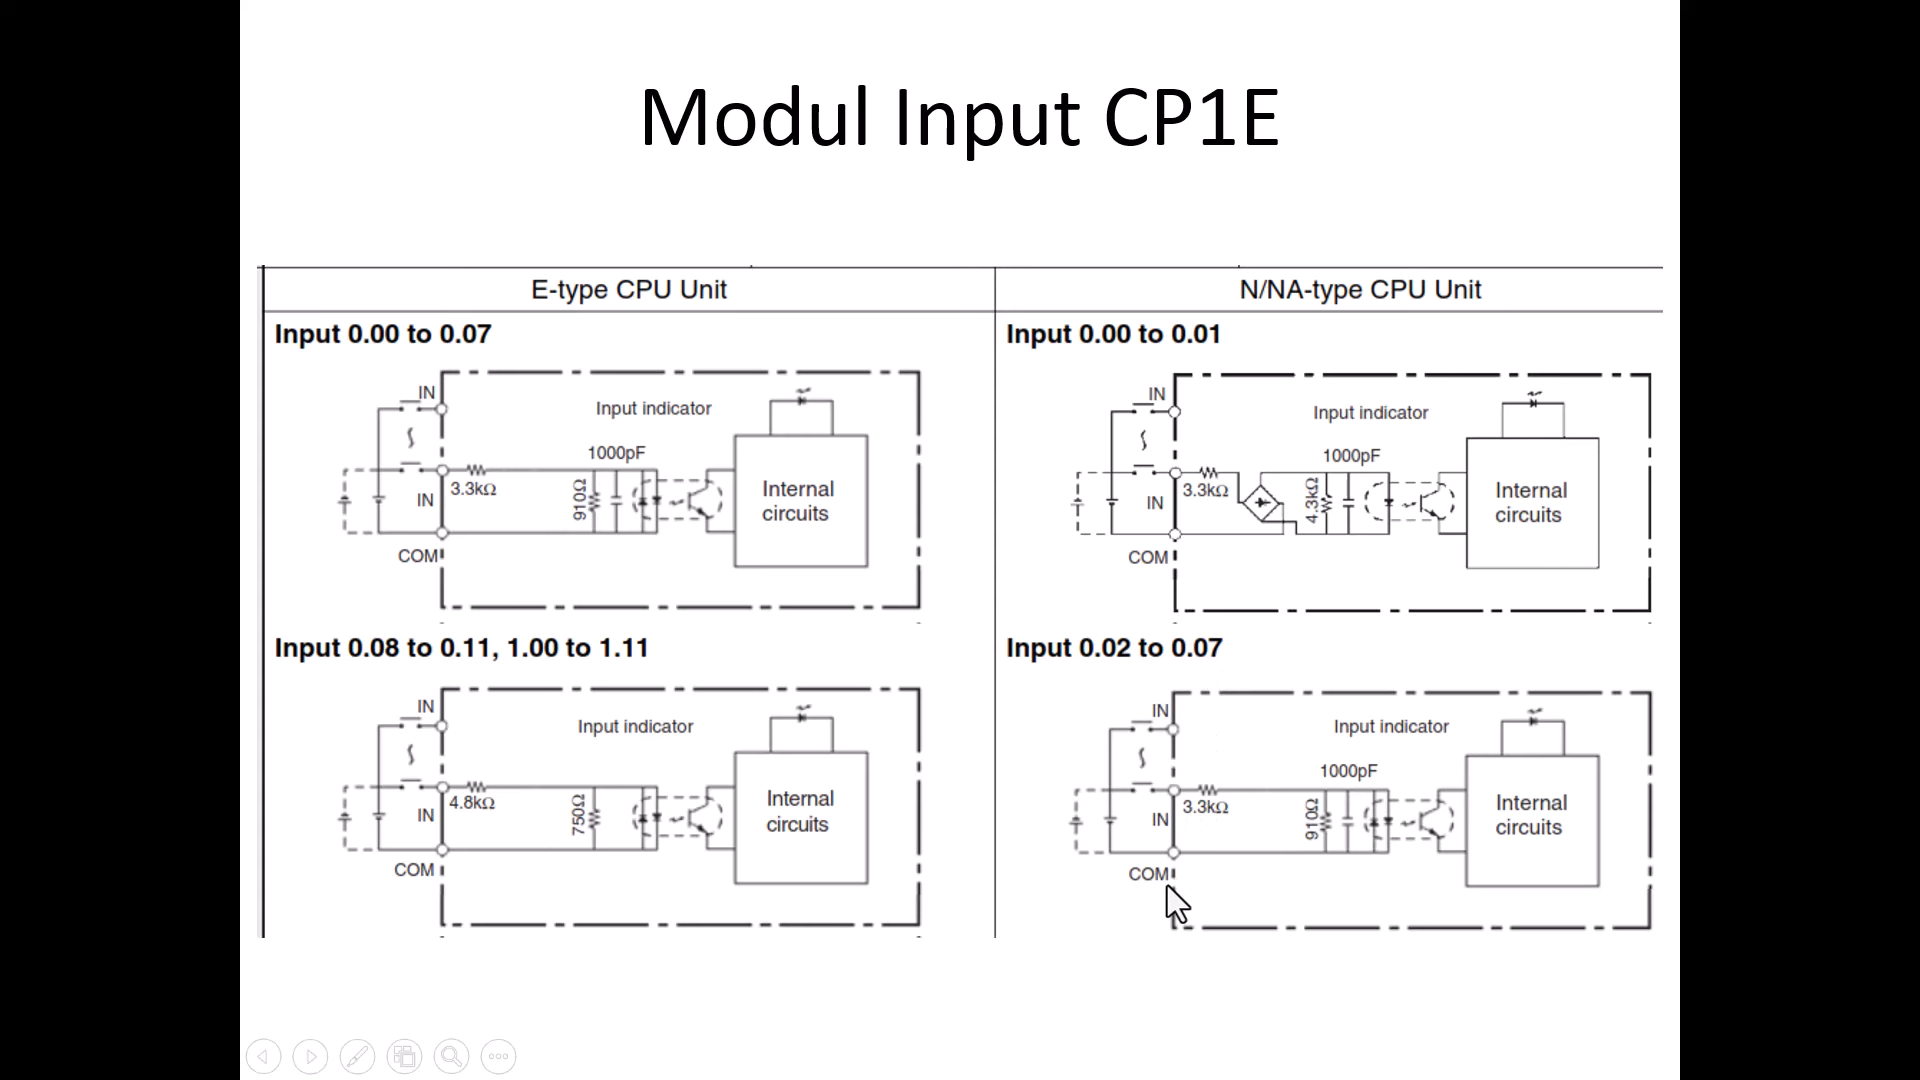 Modul Input CP1E
E-type CPU Unit
N/NA-type CPU Unit
Input 0.00 to 0.07
IN
Input indicator
1000pF
IN
3.3kΩ
910Ω
Internal
circuits
COM
Input 0.00 to 0.01
IN
Input indicator
1000pF
IN
3.3kΩ
4.3kΩ
Internal
circuits
COM
Input 0.08 to 0.11, 1.00 to 1.11
IN
Input indicator
IN
4.8kΩ
750Ω
Internal
circuits
COM
Input 0.02 to 0.07
IN
Input indicator
1000pF
IN
3.3kΩ
910Ω
Internal
circuits
COM